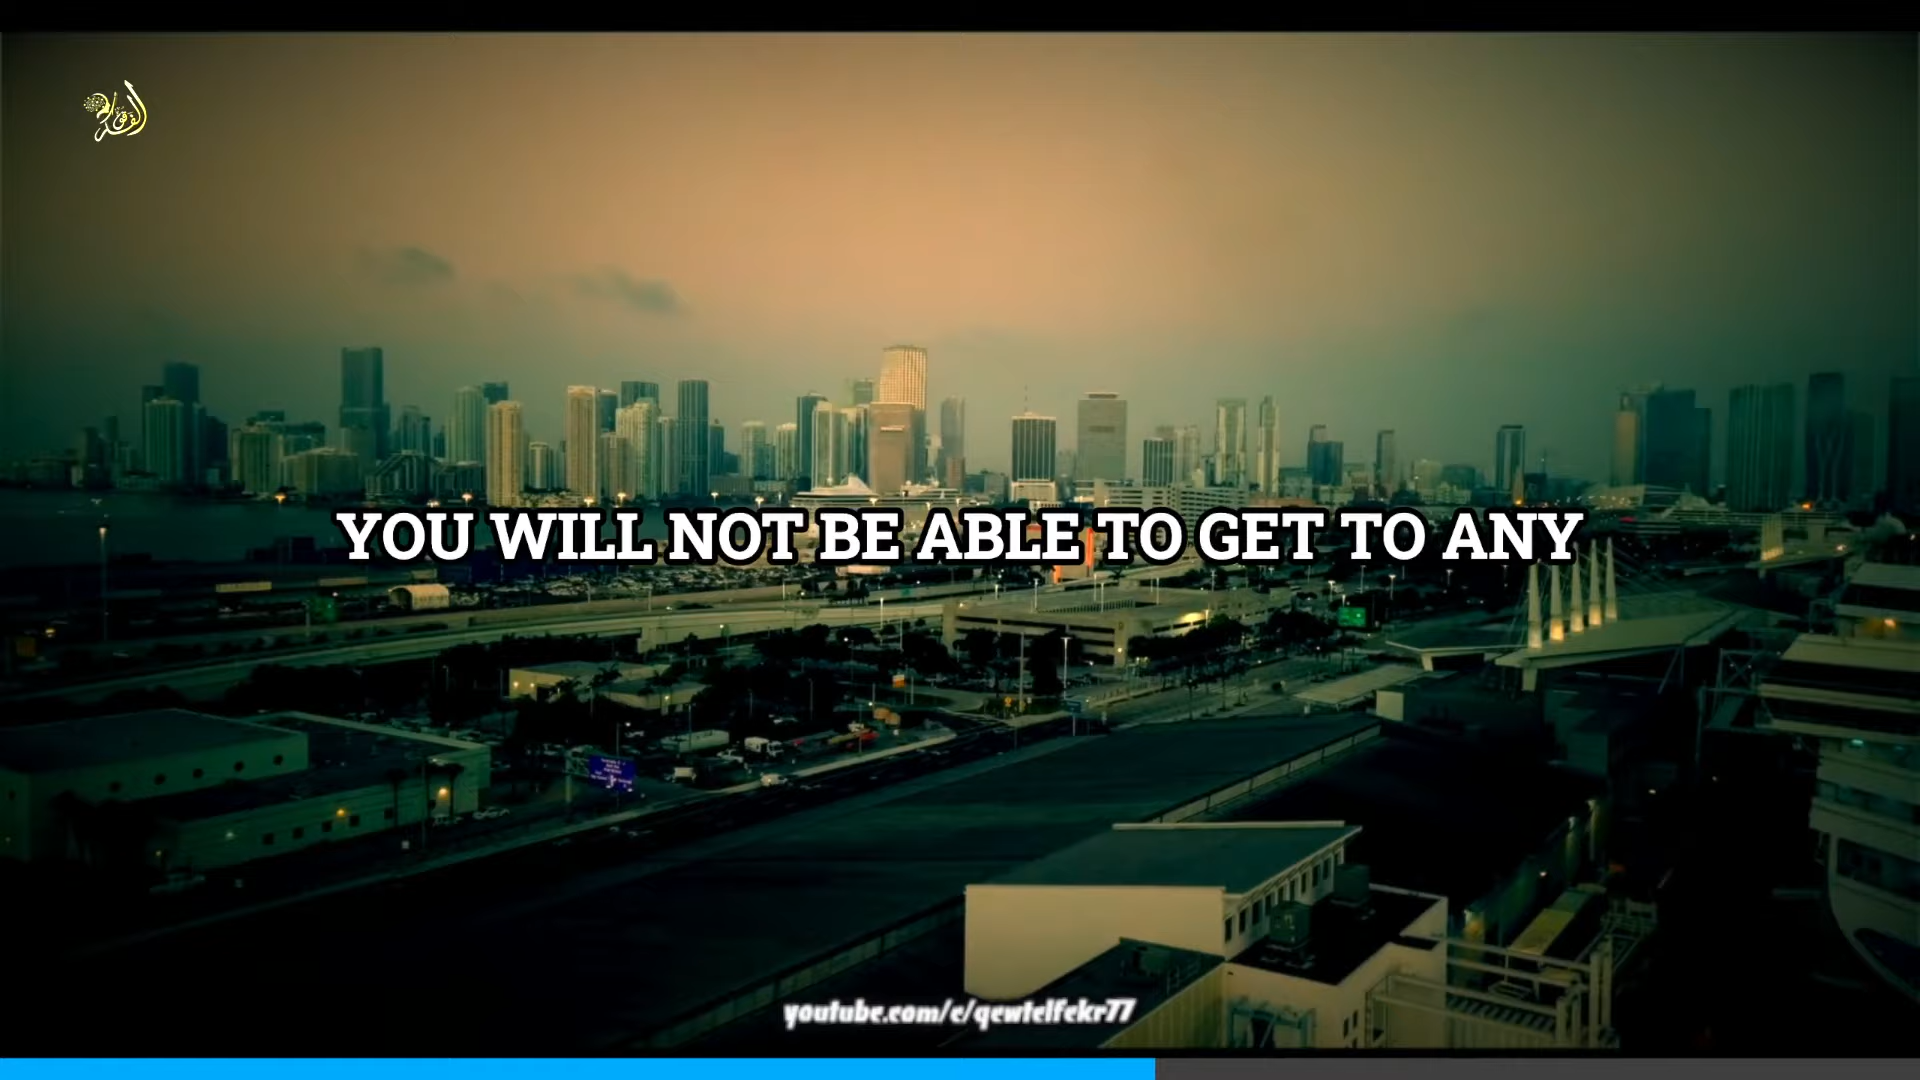 YOU WILL NOT BE ABLE TO GET TO ANY
youtube.com/c/qewtelfekr77